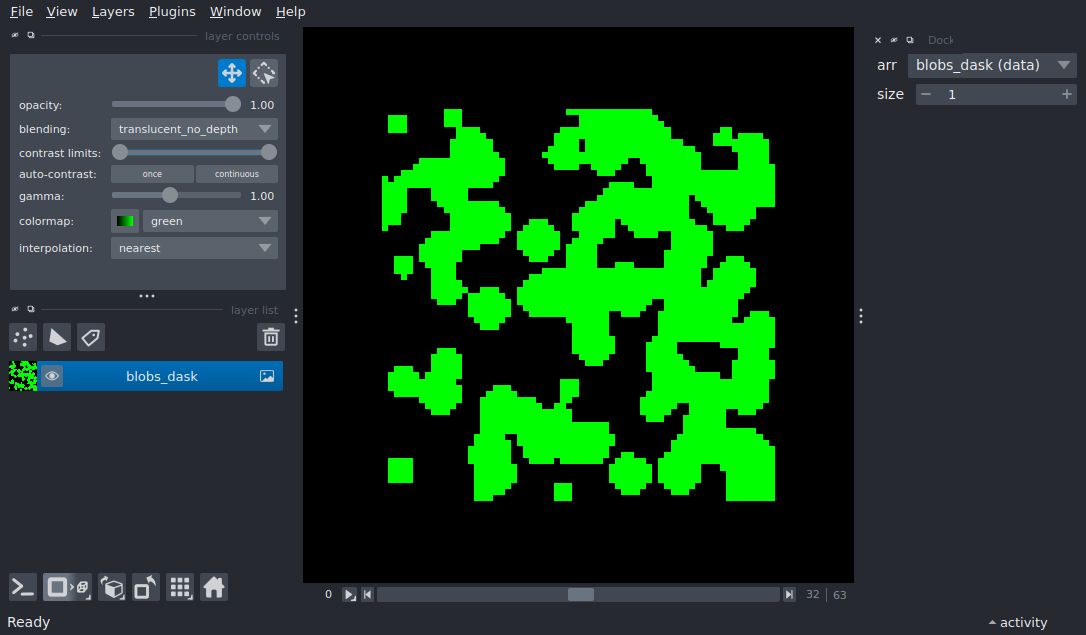 File View Layers Plugins Window Help
layer controls
opacity: 1.00
blending: translucent_no_depth
contrast limits:
auto-contrast: once continuous
gamma: 1.00
colormap: green
interpolation: nearest
layer list
blobs_dask
Dock
arr blobs_dask (data)
size 1
0 32 63
Ready
activity